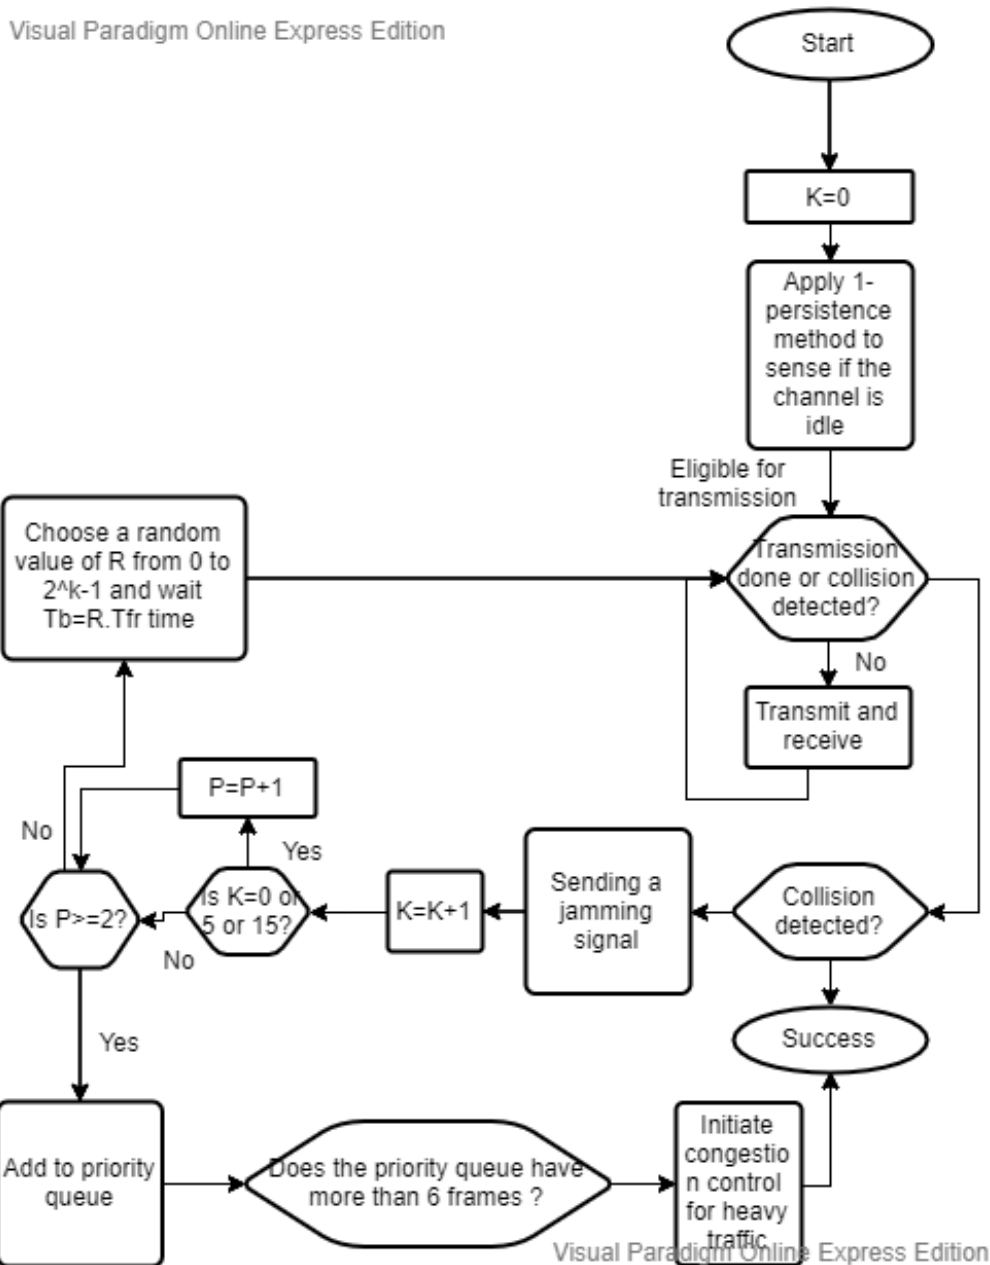 Visual Paradigm Online Express Edition
Start
K=0
Apply 1-
persistence
method to
sense if the
channel is
idle
Eligible for
transmission
Choose a random
value of R from 0 to
2^k-1 and wait
Tb=R.Tfr time
Transmission
done or collision
detected?
No
Transmit and
receive
P=P+1
No
Yes
Is P>=2?
Is K=0 or
5 or 15?
K=K+1
Sending a
jamming
signal
Collision
detected?
No
Yes
Success
Add to priority
queue
Does the priority queue have
more than 6 frames ?
Initiate
congestio
n control
for heavy
traffic
Visual Paradigm Online Express Edition